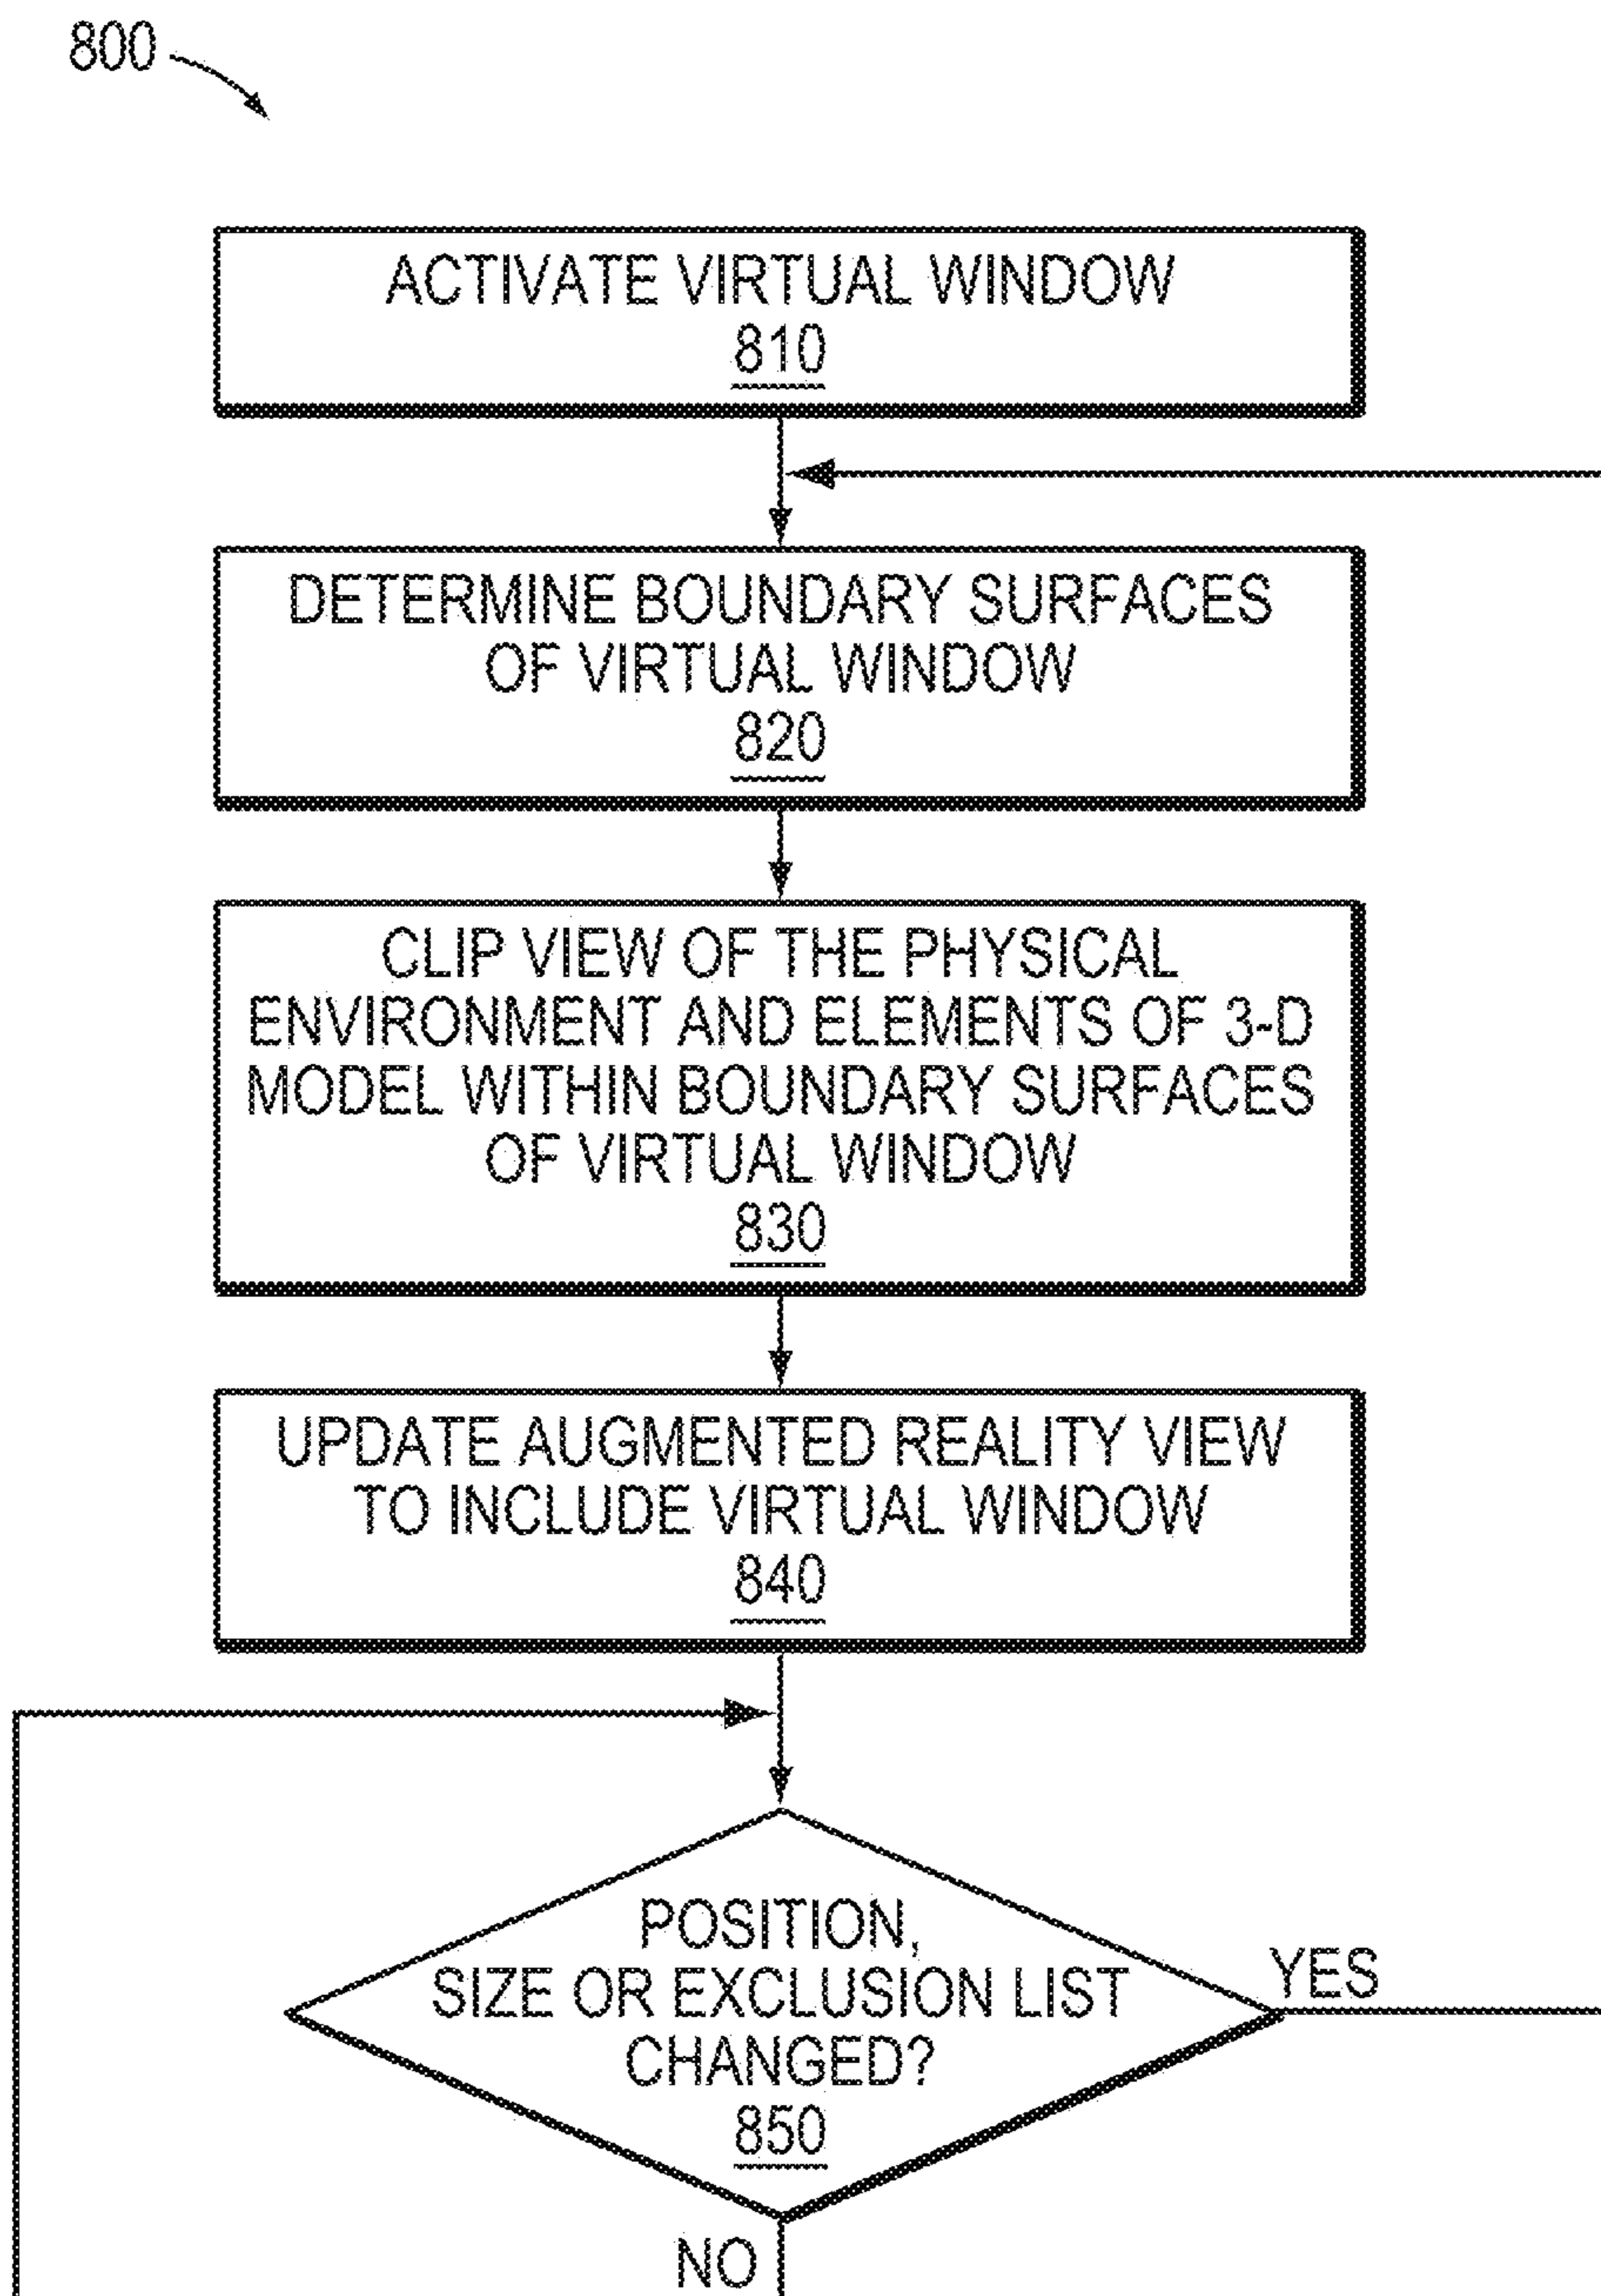 800
ACTIVATE VIRTUAL WINDOW
810
DETERMINE BOUNDARY SURFACES
OF VIRTUAL WINDOW
820
CLIP VIEW OF THE PHYSICAL
ENVIRONMENT AND ELEMENTS OF 3-D
MODEL WITHIN BOUNDARY SURFACES
OF VIRTUAL WINDOW
830
UPDATE AUGMENTED REALITY VIEW
TO INCLUDE VIRTUAL WINDOW
840
POSITION,
SIZE OR EXCLUSION LIST
CHANGED?
850
YES
NO